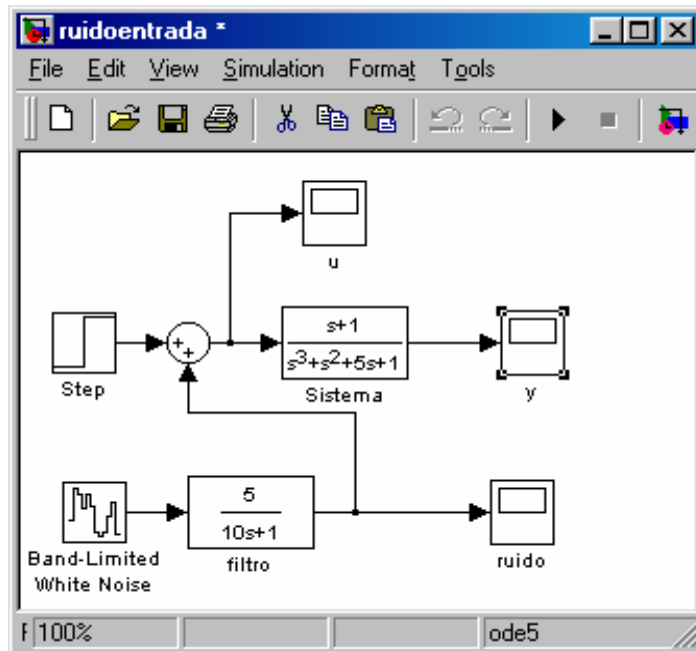 ruidoentrada *
File Edit View Simulation Format Tools
u
Step
+
+
s+1
s³+s²+5s+1
Sistema
y
Band-Limited
White Noise
5
10s+1
filtro
ruido
100%
ode5